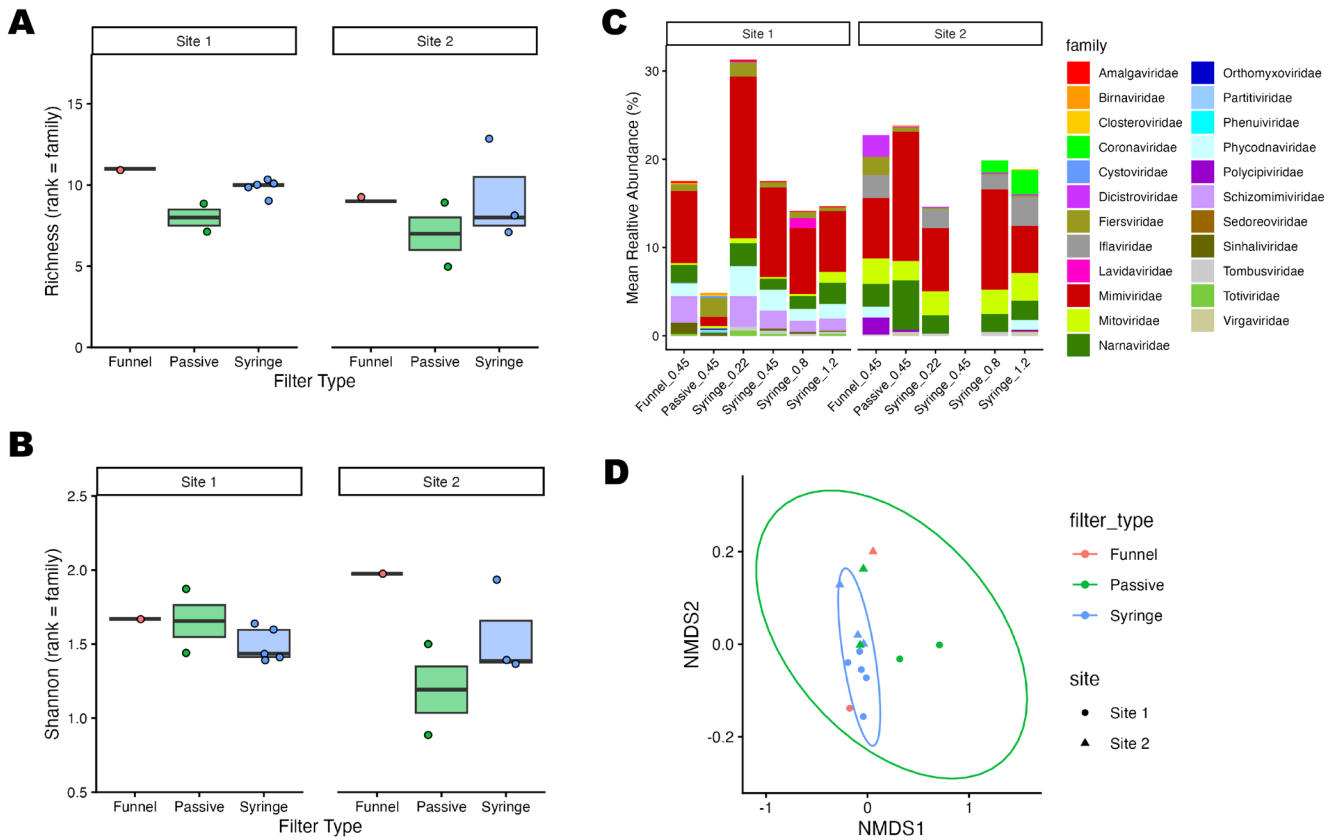 A
Site 1
Site 2
Richness (rank = family)
15
10
5
0
Funnel
Passive
Syringe
Funnel
Passive
Syringe
Filter Type
B
Site 1
Site 2
Shannon (rank = family)
2.5
2.0
1.5
1.0
0.5
Funnel
Passive
Syringe
Funnel
Passive
Syringe
Filter Type
C
Site 1
Site 2
Mean Realtive Abundance (%)
30
20
10
0
Funnel_0.45
Passive_0.45
Syringe_0.22
Syringe_0.45
Syringe_0.8
Syringe_1.2
Funnel_0.45
Passive_0.45
Syringe_0.22
Syringe_0.45
Syringe_0.8
Syringe_1.2
family
Amalgaviridae
Birnaviridae
Closteroviridae
Coronaviridae
Cystoviridae
Dicistroviridae
Fiersviridae
Iflaviridae
Lavidaviridae
Mimiviridae
Mitoviridae
Narnaviridae
Orthomyxoviridae
Partitiviridae
Phenuiviridae
Phycodnaviridae
Polycipiviridae
Schizomimiviridae
Sedoreoviridae
Sinhaliviridae
Tombusviridae
Totiviridae
Virgaviridae
D
NMDS2
0.2
0.0
-0.2
-1
0
1
NMDS1
filter_type
Funnel
Passive
Syringe
site
Site 1
Site 2